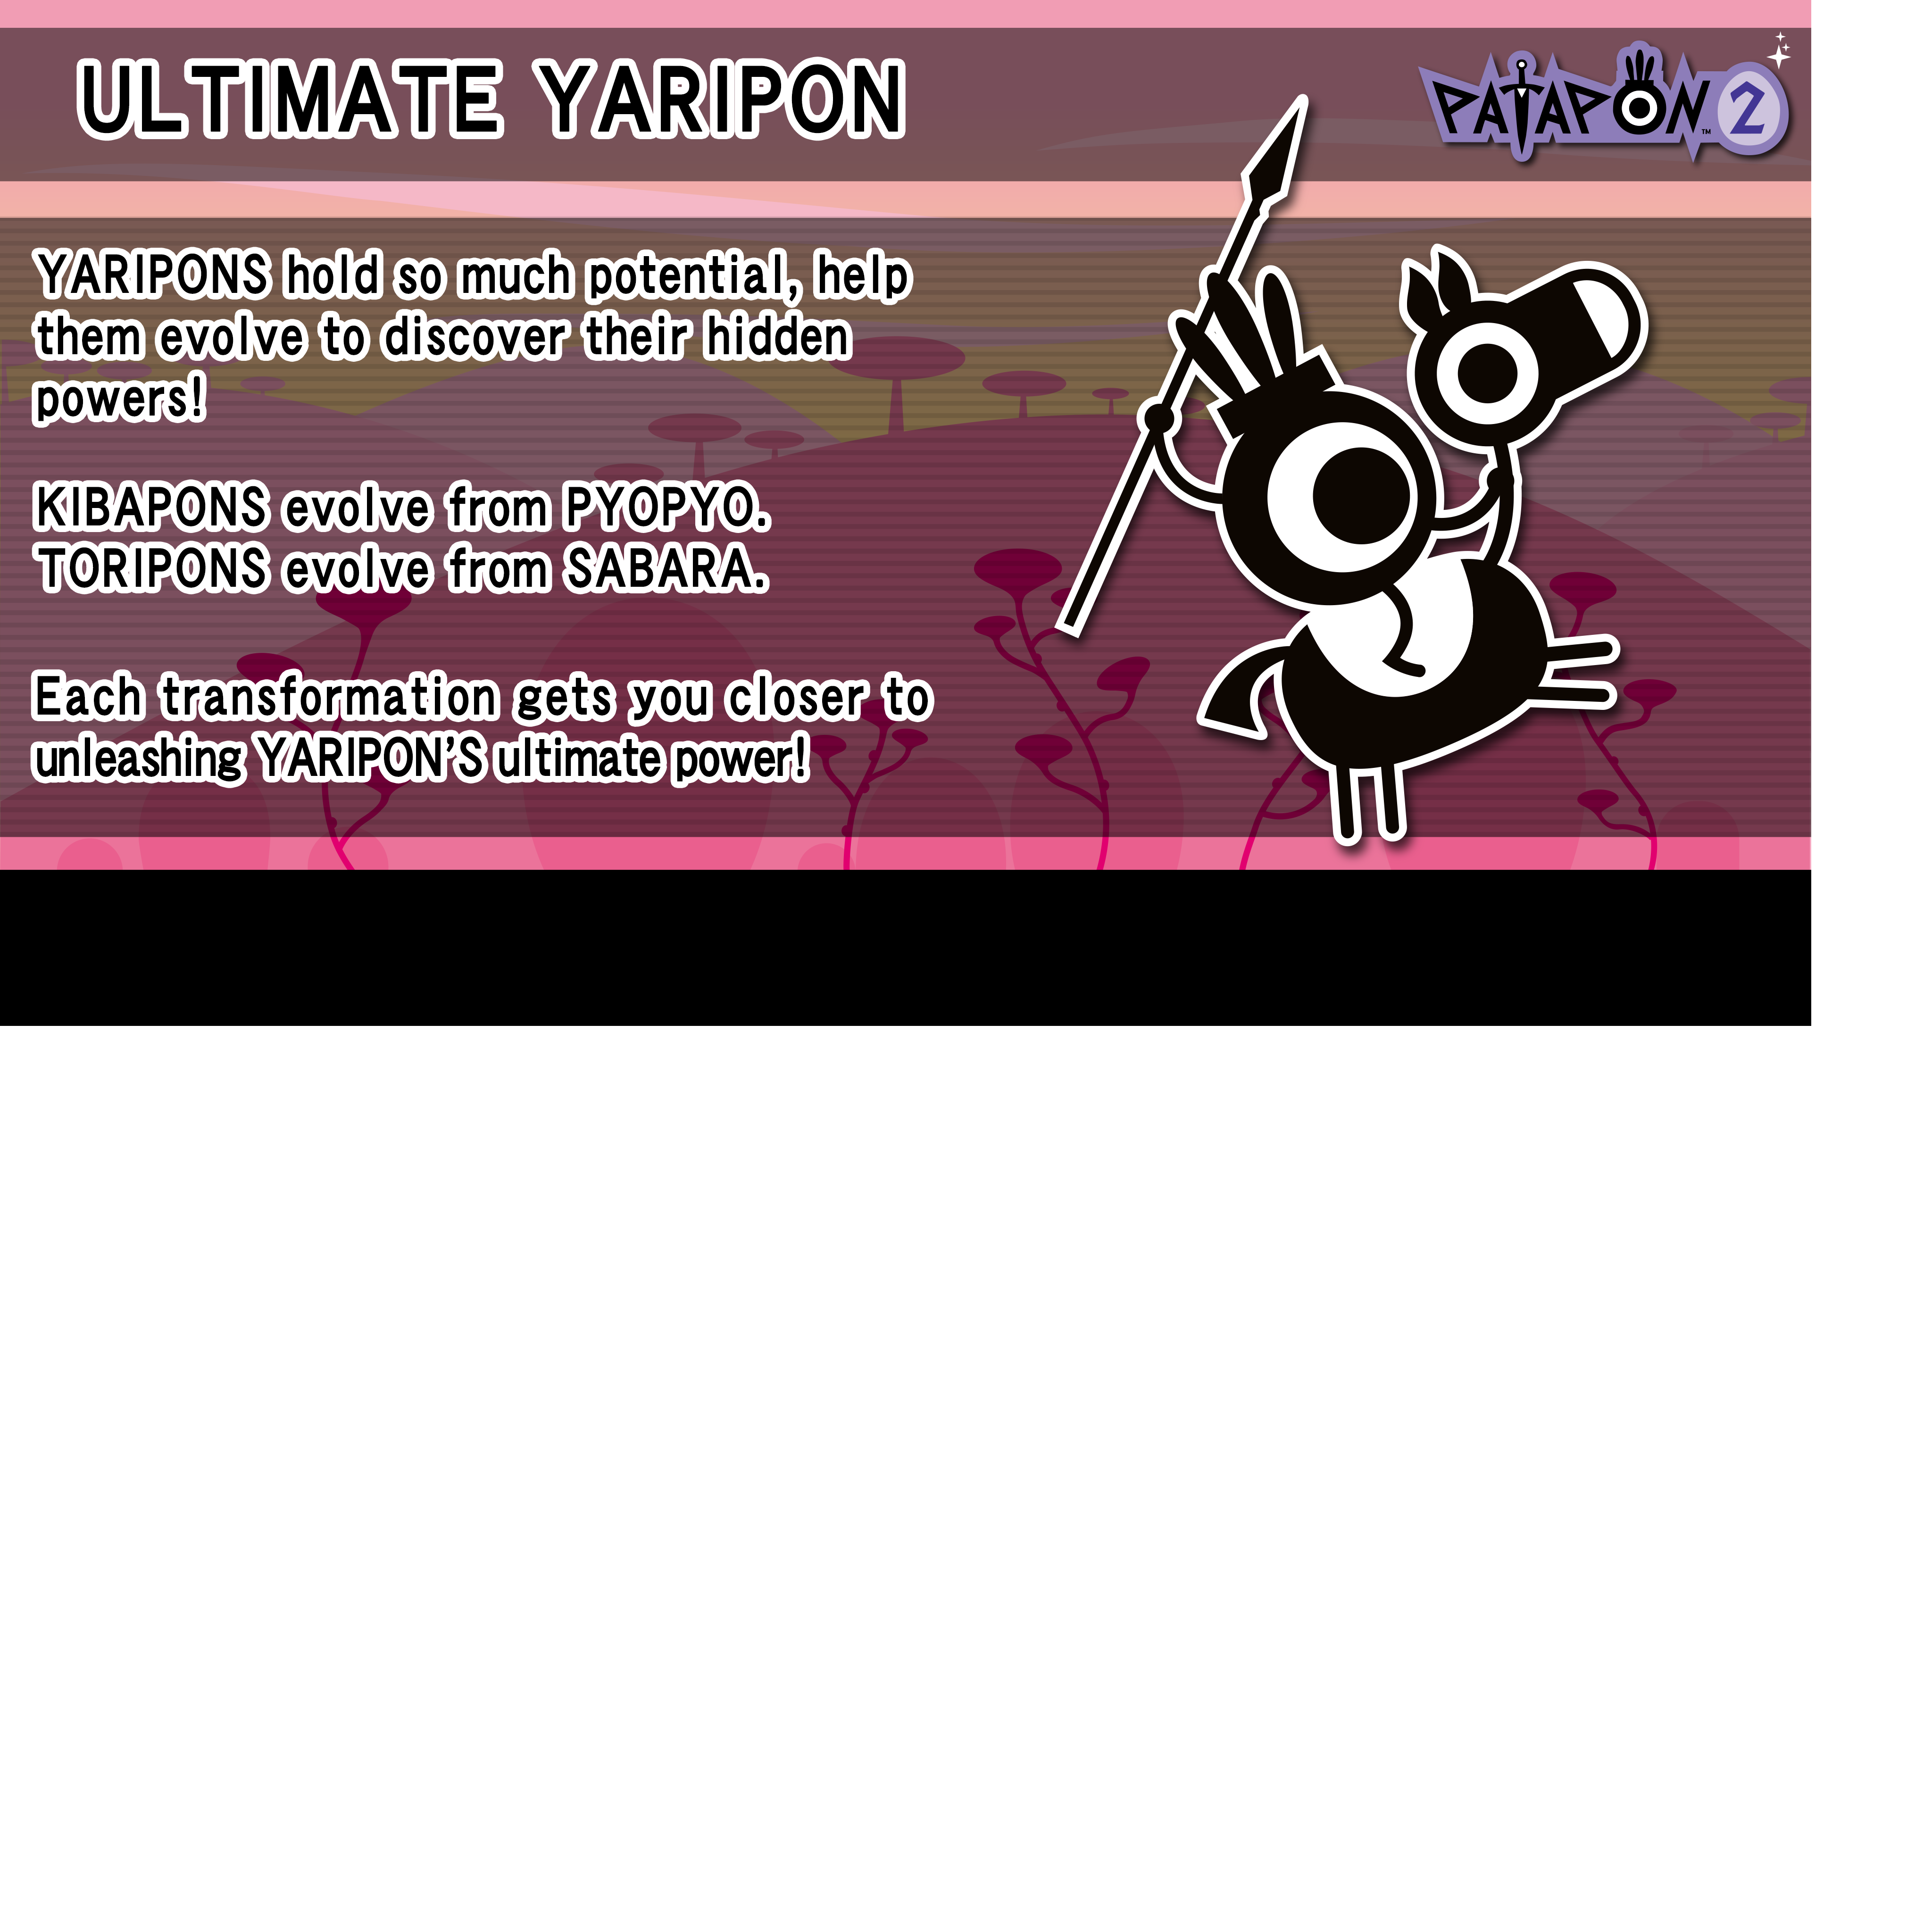 ULTIMATE YARIPON
PATAPON™ 2
YARIPONS hold so much potential, help
them evolve to discover their hidden
powers!
KIBAPONS evolve from PYOPYO.
TORIPONS evolve from SABARA.
Each transformation gets you closer to
unleashing YARIPON'S ultimate power!